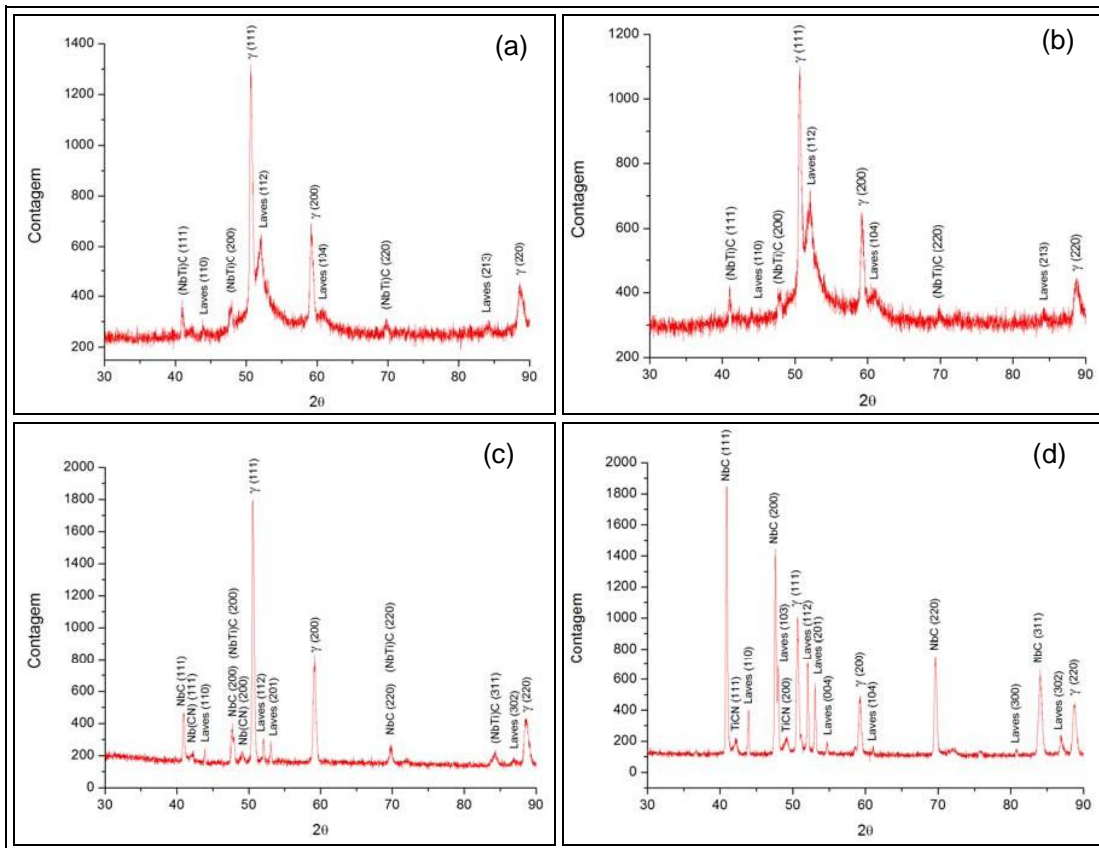 (a)
Contagem
1400
1200
1000
800
600
400
200
30 40 50 60 70 80 90
2θ
(NbTi)C (111)
Laves (110)
(NbTi)C (200)
γ (111)
Laves (112)
γ (200)
Laves (104)
(NbTi)C (220)
Laves (213)
γ (220)
(b)
Contagem
1200
1000
800
600
400
200
30 40 50 60 70 80 90
2θ
(NbTi)C (111)
Laves (110)
(NbTi)C (200)
γ (111)
Laves (112)
γ (200)
Laves (104)
(NbTi)C (220)
Laves (213)
γ (220)
(c)
Contagem
2000
1800
1600
1400
1200
1000
800
600
400
200
0
30 40 50 60 70 80 90
2θ
NbC (111)
Nb(CN) (111)
Laves (110)
NbC (200) (NbTi)C (200)
Nb(CN) (200)
γ (111)
Laves (112)
Laves (201)
γ (200)
NbC (220) (NbTi)C (220)
(NbTi)C (311)
Laves (302)
γ (220)
(d)
Contagem
2000
1800
1600
1400
1200
1000
800
600
400
200
0
30 40 50 60 70 80 90
2θ
NbC (111)
TiCN (111)
Laves (110)
NbC (200)
Laves (103)
TiCN (200)
γ (111)
Laves (112)
Laves (201)
Laves (004)
γ (200)
Laves (104)
NbC (220)
Laves (300)
NbC (311)
Laves (302)
γ (220)